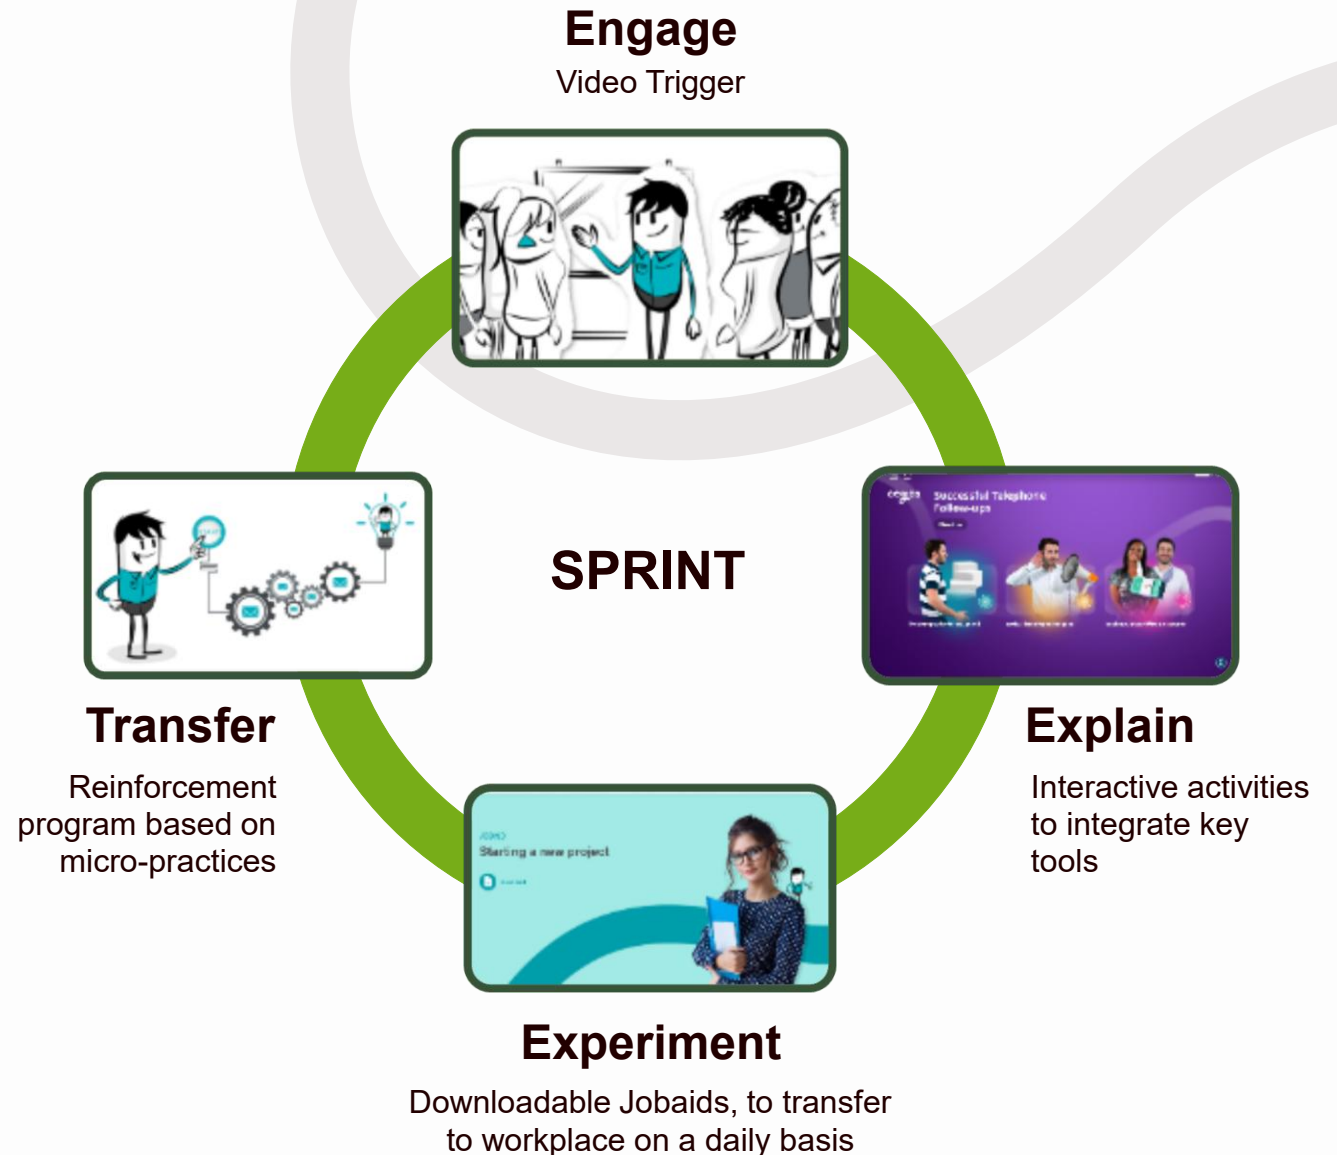 Engage
Video Trigger
SPRINT
Successful Telephone
Follow-ups
Transfer
Reinforcement
program based on
micro-practices
Explain
Interactive activities
to integrate key
tools
Starting a new project
Experiment
Downloadable Jobaids, to transfer
to workplace on a daily basis